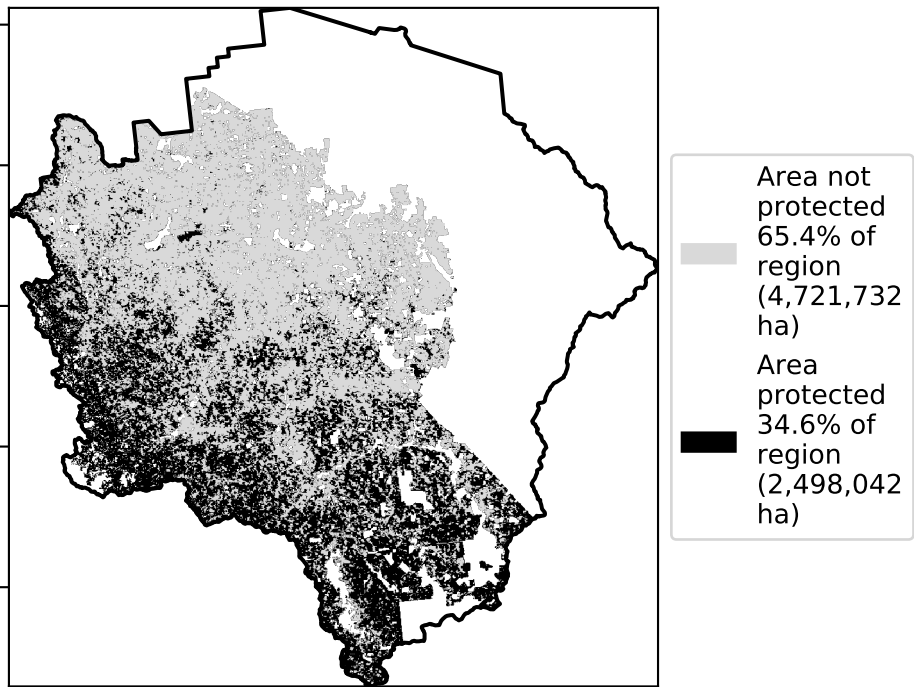 Area not
protected
65.4% of
region
(4,721,732
ha)
Area
protected
34.6% of
region
(2,498,042
ha)